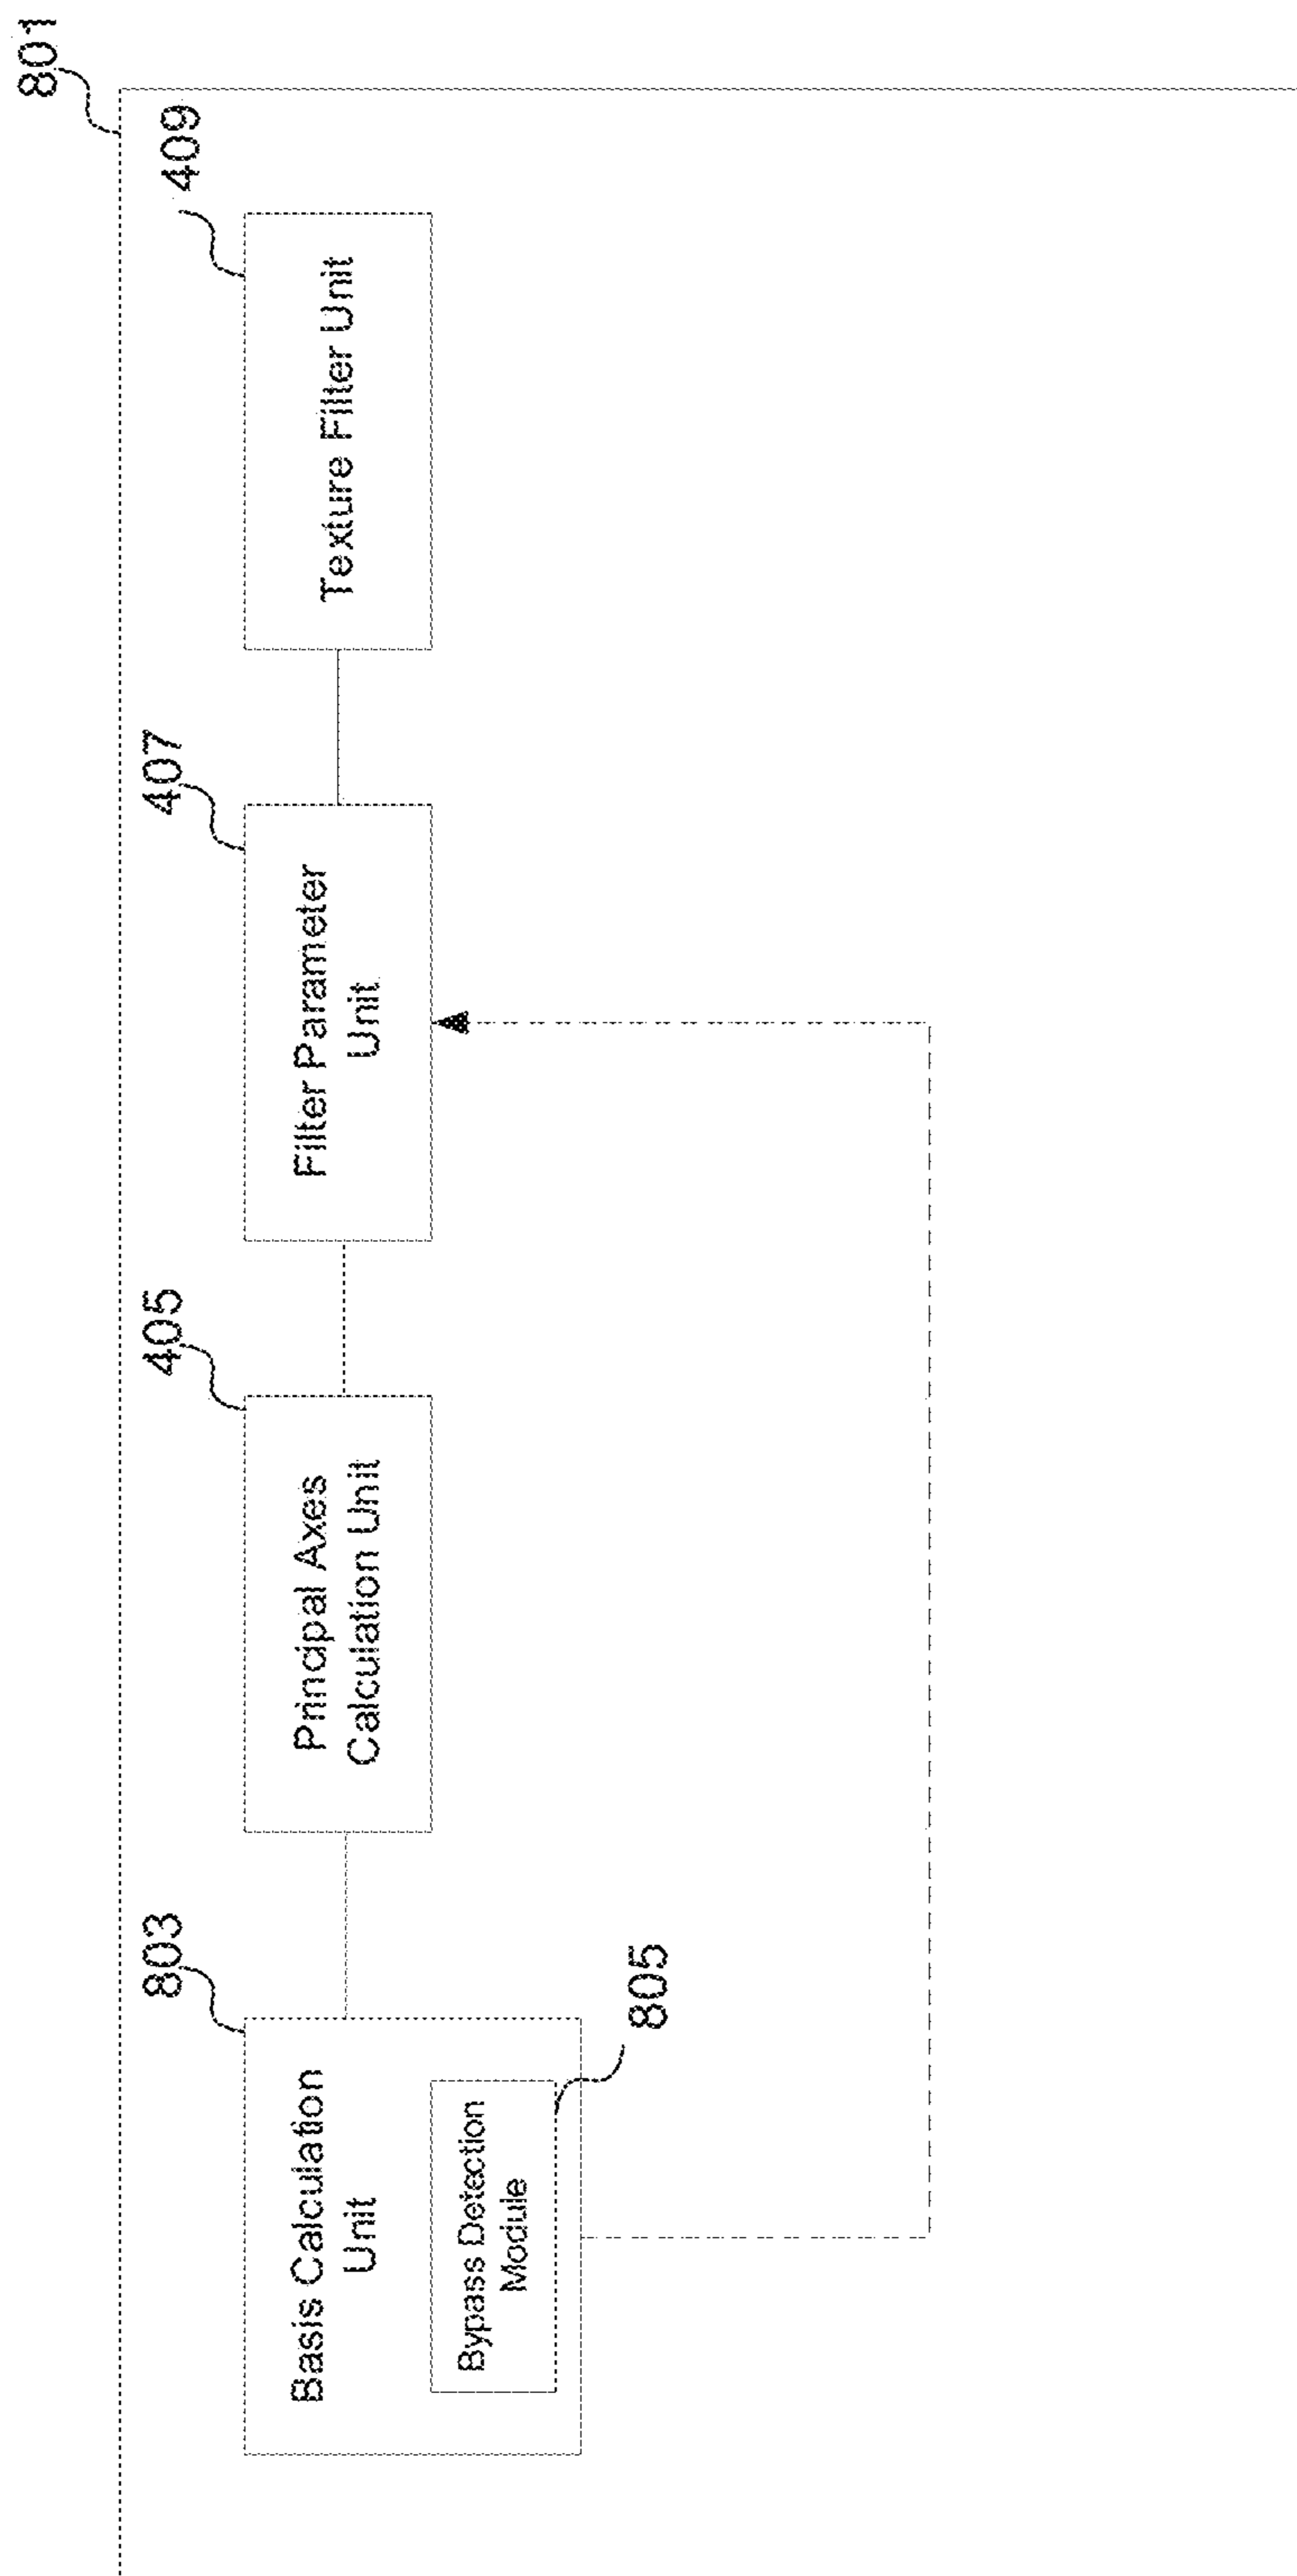 801
803
Basis Calculation
Unit
Bypass Detection
Module
805
405
Principal Axes
Calculation Unit
407
Filter Parameter
Unit
409
Texture Filter Unit